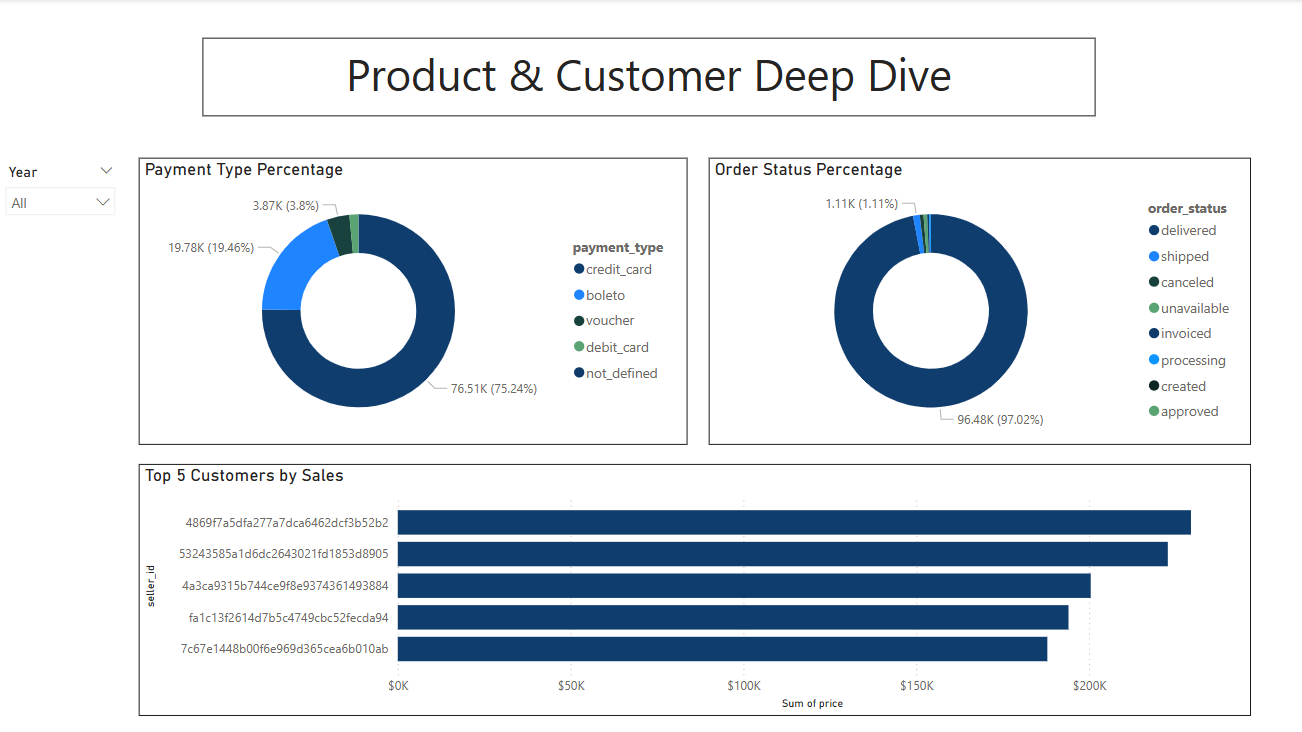 Product & Customer Deep Dive
Year
All
Payment Type Percentage
3.87K (3.8%)
19.78K (19.46%)
76.51K (75.24%)
payment_type
credit_card
boleto
voucher
debit_card
not_defined
Order Status Percentage
1.11K (1.11%)
96.48K (97.02%)
order_status
delivered
shipped
canceled
unavailable
invoiced
processing
created
approved
Top 5 Customers by Sales
seller_id
4869f7a5dfa277a7dca6462dcf3b52b2
53243585a1d6dc2643021fd1853d8905
4a3ca9315b744ce9f8e9374361493884
fa1c13f2614d7b5c4749cbc52fecda94
7c67e1448b00f6e969d365cea6b010ab
$0K $50K $100K $150K $200K
Sum of price